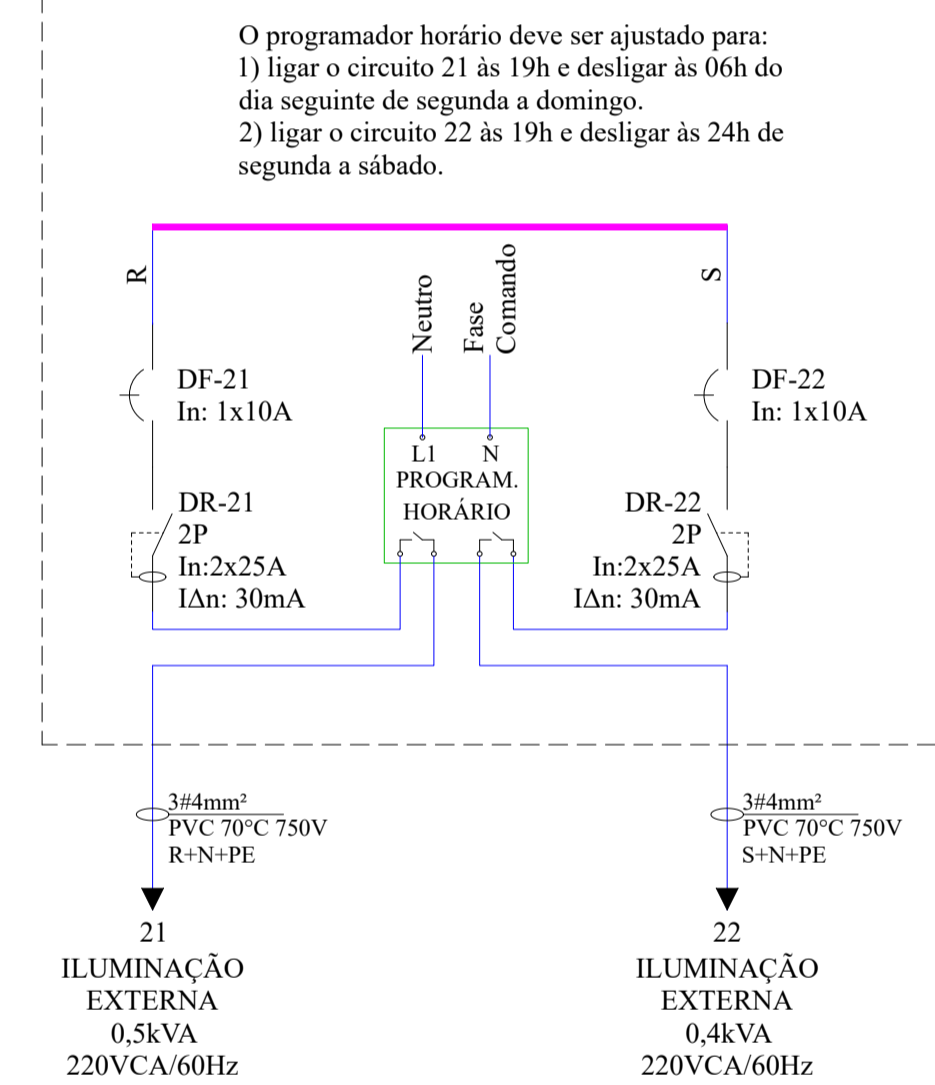 O programador horário deve ser ajustado para:
1) ligar o circuito 21 às 19h e desligar às 06h do
dia seguinte de segunda a domingo.
2) ligar o circuito 22 às 19h e desligar às 24h de
segunda a sábado.
R
Neutro
Fase
Comando
S
DF-21
In: 1x10A
DF-22
In: 1x10A
L1 N
PROGRAM.
HORÁRIO
DR-21
2P
In:2x25A
IΔn: 30mA
DR-22
2P
In:2x25A
IΔn: 30mA
3#4mm²
PVC 70°C 750V
R+N+PE
3#4mm²
PVC 70°C 750V
S+N+PE
21
ILUMINAÇÃO
EXTERNA
0,5kVA
220VCA/60Hz
22
ILUMINAÇÃO
EXTERNA
0,4kVA
220VCA/60Hz